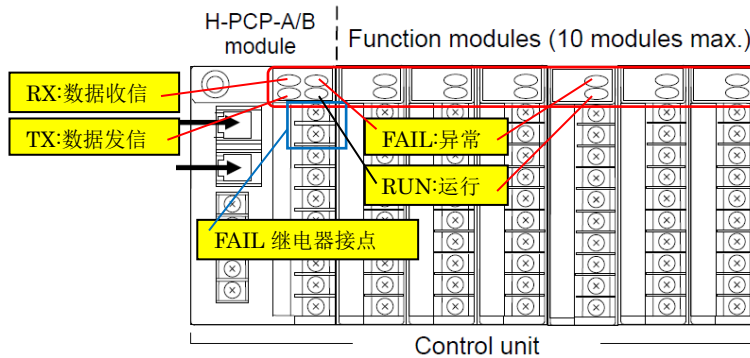 H-PCP-A/B
module
Function modules (10 modules max.)
RX:数据收信
TX:数据发信
FAIL:异常
RUN:运行
FAIL 继电器接点
Control unit